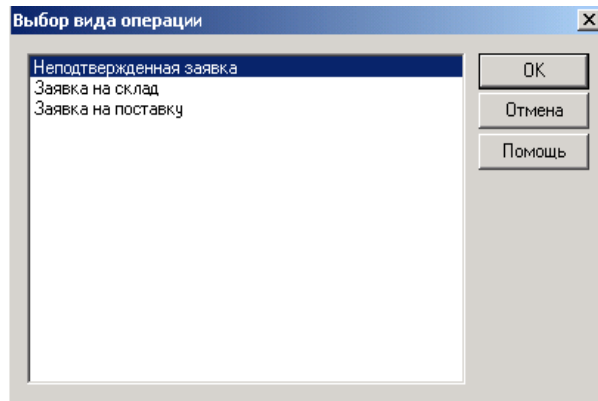 Выбор вида операции
Неподтвержденная заявка
Заявка на склад
Заявка на поставку
OK
Отмена
Помощь